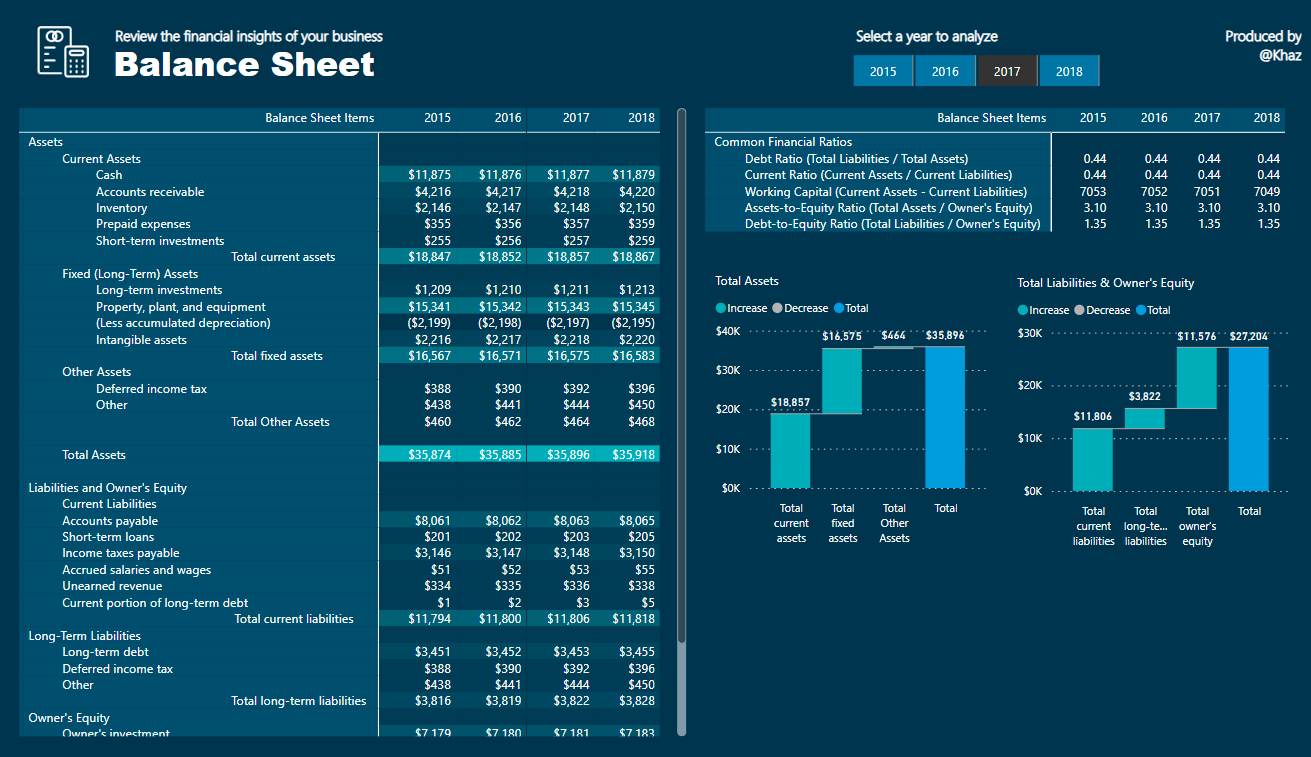 Review the financial insights of your business
Balance Sheet
Select a year to analyze
2015 2016 2017 2018
Produced by
@Khaz
Balance Sheet Items 2015 2016 2017 2018
Assets
Current Assets
Cash $11,875 $11,876 $11,877 $11,879
Accounts receivable $4,216 $4,217 $4,218 $4,220
Inventory $2,146 $2,147 $2,148 $2,150
Prepaid expenses $355 $356 $357 $359
Short-term investments $255 $256 $257 $259
Total current assets $18,847 $18,852 $18,857 $18,867
Fixed (Long-Term) Assets
Long-term investments $1,209 $1,210 $1,211 $1,213
Property, plant, and equipment $15,341 $15,342 $15,343 $15,345
(Less accumulated depreciation) ($2,199) ($2,198) ($2,197) ($2,195)
Intangible assets $2,216 $2,217 $2,218 $2,220
Total fixed assets $16,567 $16,571 $16,575 $16,583
Other Assets
Deferred income tax $388 $390 $392 $396
Other $438 $441 $444 $450
Total Other Assets $460 $462 $464 $468
Total Assets $35,874 $35,885 $35,896 $35,918
Liabilities and Owner's Equity
Current Liabilities
Accounts payable $8,061 $8,062 $8,063 $8,065
Short-term loans $201 $202 $203 $205
Income taxes payable $3,146 $3,147 $3,148 $3,150
Accrued salaries and wages $51 $52 $53 $55
Unearned revenue $334 $335 $336 $338
Current portion of long-term debt $1 $2 $3 $5
Total current liabilities $11,794 $11,800 $11,806 $11,818
Long-Term Liabilities
Long-term debt $3,451 $3,452 $3,453 $3,455
Deferred income tax $388 $390 $392 $396
Other $438 $441 $444 $450
Total long-term liabilities $3,816 $3,819 $3,822 $3,828
Owner's Equity
Owner's investment $7,179 $7,180 $7,181 $7,183
Balance Sheet Items 2015 2016 2017 2018
Common Financial Ratios
Debt Ratio (Total Liabilities / Total Assets) 0.44 0.44 0.44 0.44
Current Ratio (Current Assets / Current Liabilities) 0.44 0.44 0.44 0.44
Working Capital (Current Assets - Current Liabilities) 7053 7052 7051 7049
Assets-to-Equity Ratio (Total Assets / Owner's Equity) 3.10 3.10 3.10 3.10
Debt-to-Equity Ratio (Total Liabilities / Owner's Equity) 1.35 1.35 1.35 1.35
Total Assets
Increase Decrease Total
$40K
$30K
$20K
$10K
$0K
$18,857 $16,575 $464 $35,896
Total current assets
Total fixed assets
Total Other Assets
Total
Total Liabilities & Owner's Equity
Increase Decrease Total
$30K
$20K
$10K
$0K
$11,806 $3,822 $11,576 $27,204
Total current liabilities
Total long-te... liabilities
Total owner's equity
Total